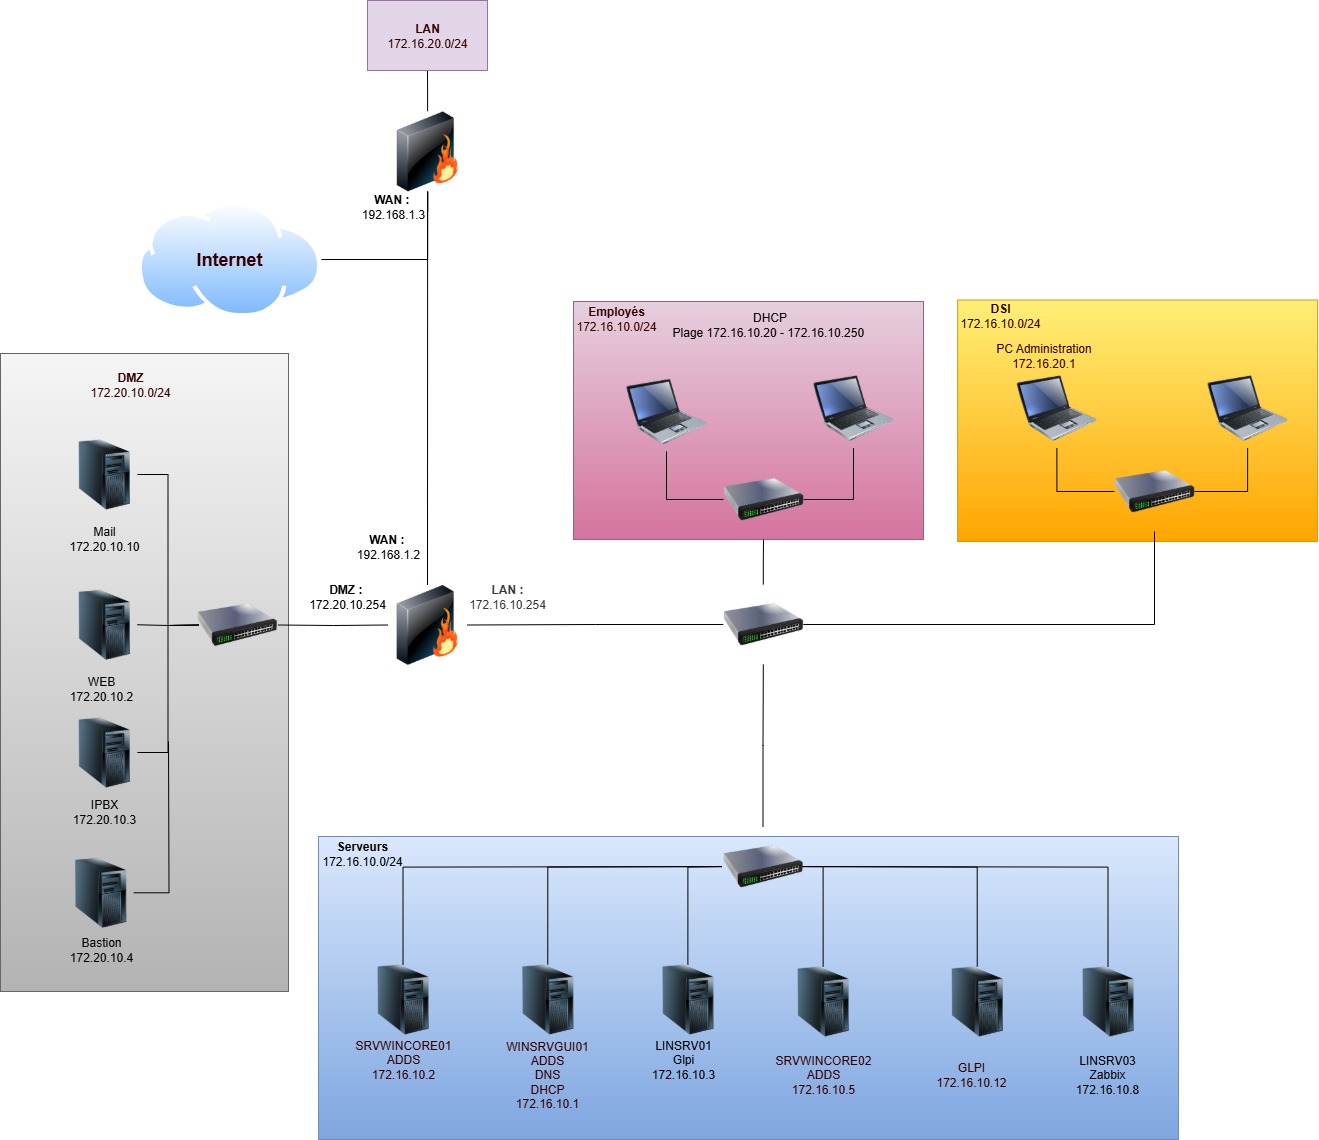 LAN
172.16.20.0/24
WAN :
192.168.1.3
Internet
Employés
172.16.10.0/24
DHCP
Plage 172.16.10.20 - 172.16.10.250
DSI
172.16.10.0/24
PC Administration
172.16.20.1
DMZ
172.20.10.0/24
Mail
172.20.10.10
WEB
172.20.10.2
IPBX
172.20.10.3
Bastion
172.20.10.4
WAN :
192.168.1.2
DMZ :
172.20.10.254
LAN :
172.16.10.254
Serveurs
172.16.10.0/24
SRVWINCORE01
ADDS
172.16.10.2
WINSRVGUI01
ADDS
DNS
DHCP
172.16.10.1
LINSRV01
Glpi
172.16.10.3
SRVWINCORE02
ADDS
172.16.10.5
GLPI
172.16.10.12
LINSRV03
Zabbix
172.16.10.8